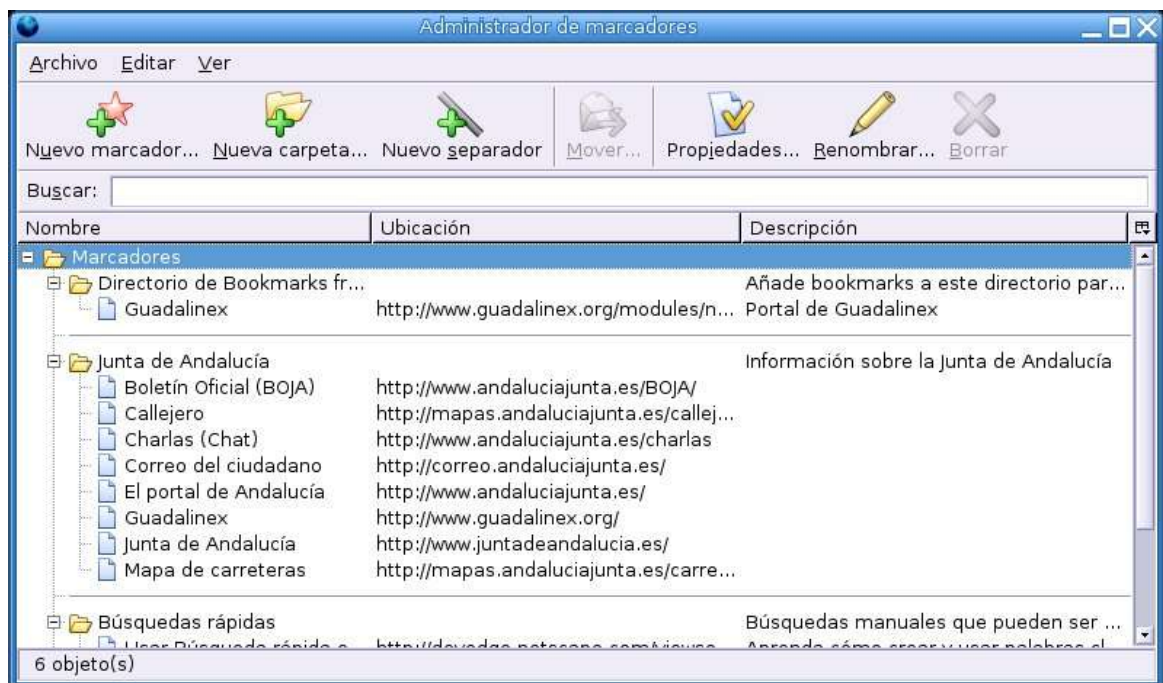 Administrador de marcadores
Archivo Editar Ver
Nuevo marcador... Nueva carpeta... Nuevo separador Mover... Propiedades... Renombrar... Borrar
Buscar:
Nombre Ubicación Descripción
Marcadores
Directorio de Bookmarks fr... Añade bookmarks a este directorio par...
Guadalinex http://www.guadalinex.org/modules/n... Portal de Guadalinex
Junta de Andalucía Información sobre la Junta de Andalucía
Boletín Oficial (BOJA) http://www.andaluciajunta.es/BOJA/
Callejero http://mapas.andaluciajunta.es/callej...
Charlas (Chat) http://www.andaluciajunta.es/charlas
Correo del ciudadano http://correo.andaluciajunta.es/
El portal de Andalucía http://www.andaluciajunta.es/
Guadalinex http://www.guadalinex.org/
Junta de Andalucía http://www.juntadeandalucia.es/
Mapa de carreteras http://mapas.andaluciajunta.es/carre...
Búsquedas rápidas Búsquedas manuales que pueden ser ...
6 objeto(s)